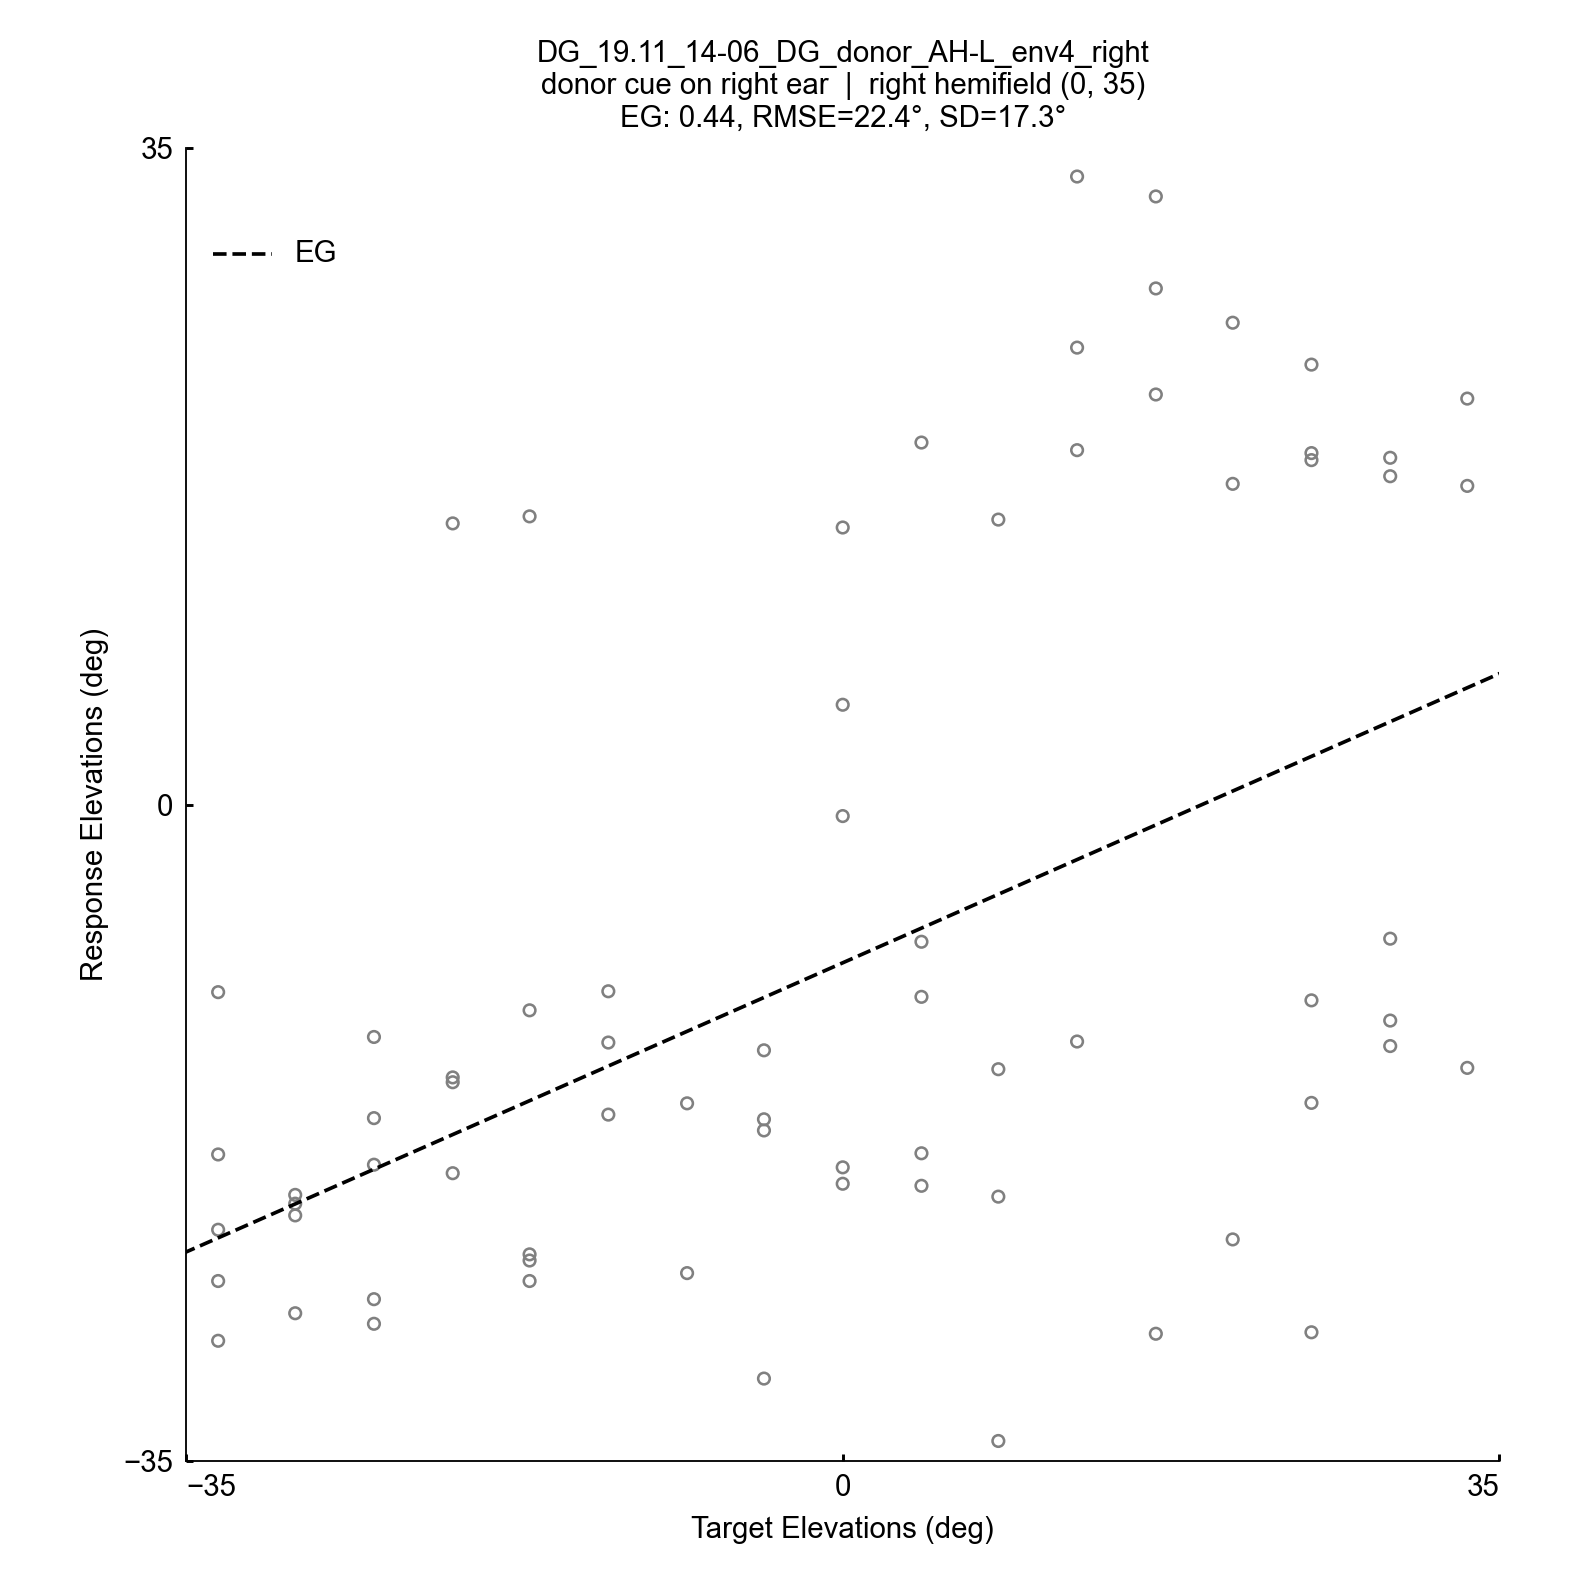 DG_19.11_14-06_DG_donor_AH-L_env4_right
donor cue on right ear | right hemifield (0, 35)
EG: 0.44, RMSE=22.4°, SD=17.3°
35
EG
0
−35
Response Elevations (deg)
−35
0
35
Target Elevations (deg)